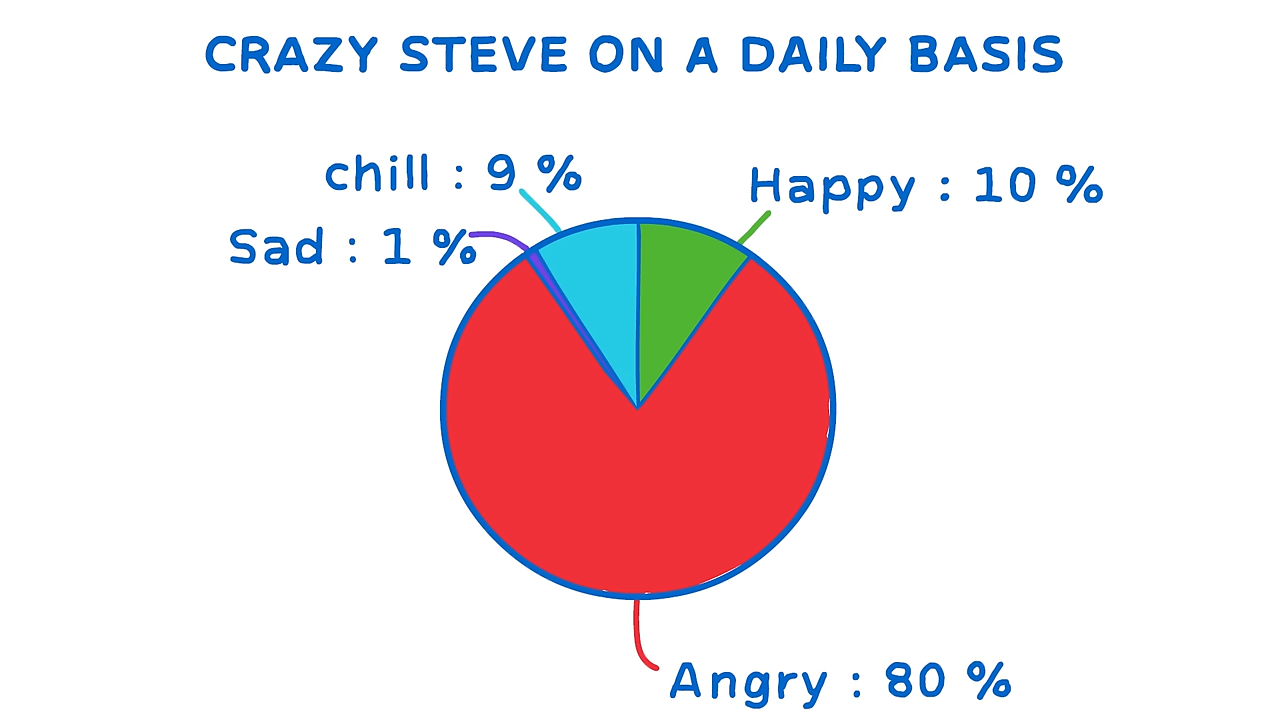 CRAZY STEVE ON A DAILY BASIS
chill : 9 %
Happy : 10 %
Sad : 1 %
Angry : 80 %